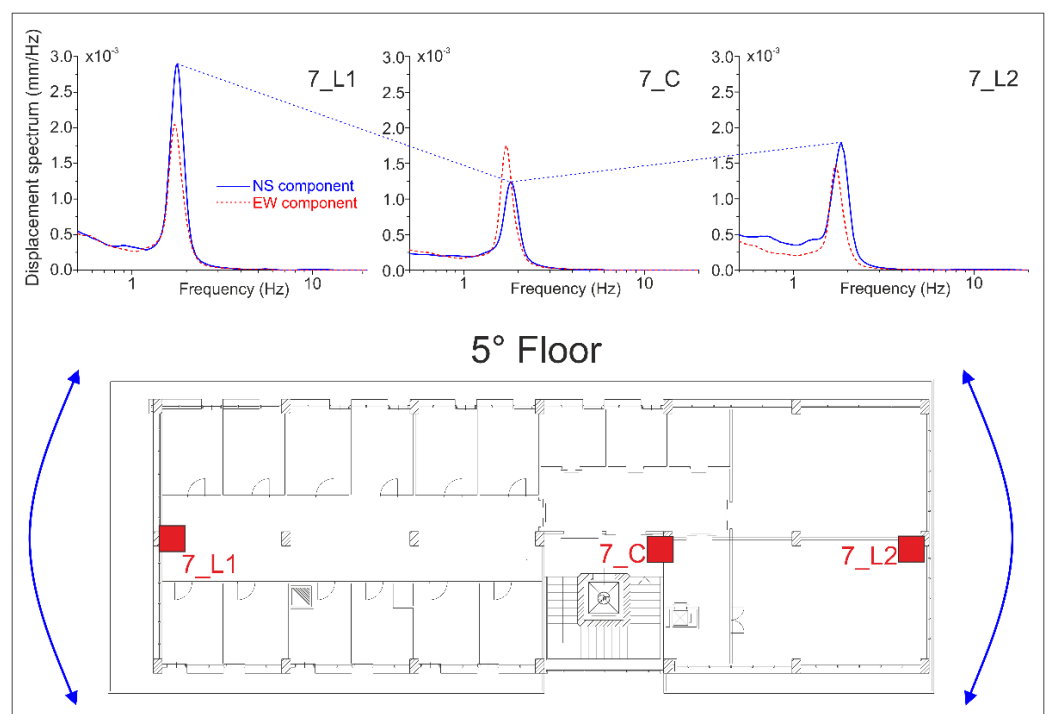 Displacement spectrum (mm/Hz)
x10-3
3.0
2.5
2.0
1.5
1.0
0.5
0.0
7_L1
NS component
EW component
1
10
Frequency (Hz)
x10-3
3.0
2.5
2.0
1.5
1.0
0.5
0.0
7_C
1
10
Frequency (Hz)
x10-3
3.0
2.5
2.0
1.5
1.0
0.5
0.0
7_L2
1
10
Frequency (Hz)
5° Floor
7_L1
7_C
7_L2